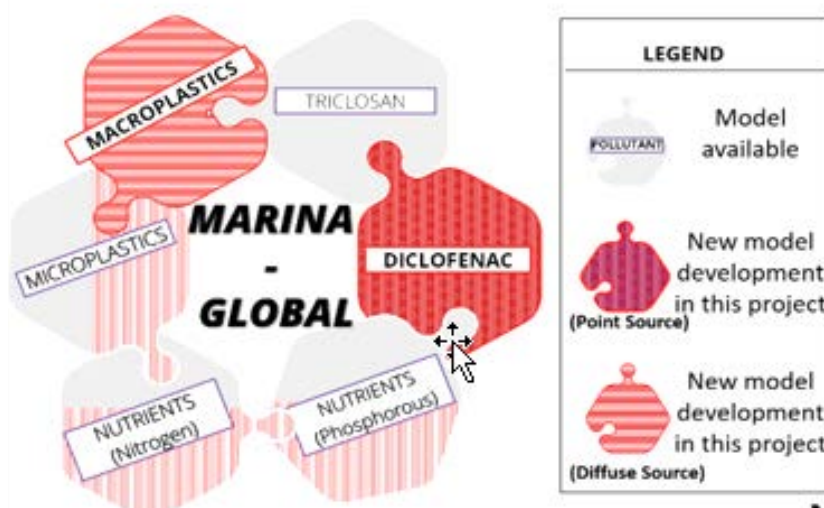 MACROPLASTICS
TRICLOSAN
MICROPLASTICS
MARINA
-
GLOBAL
DICLOFENAC
NUTRIENTS
(Nitrogen)
NUTRIENTS
(Phosphorous)
LEGEND
POLLUTANT
Model
available
New model
development
in this project
(Point Source)
New model
development
in this project
(Diffuse Source)